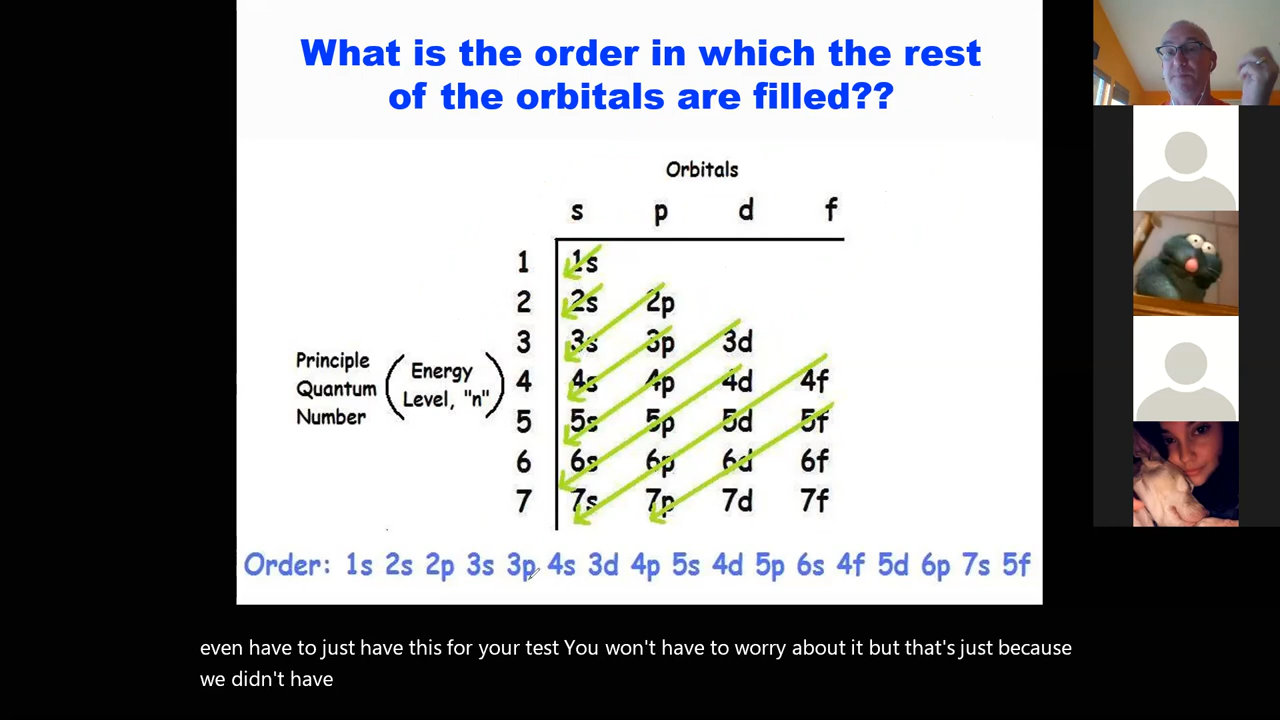 What is the order in which the rest
of the orbitals are filled??
Orbitals
s p d f
1 1s
2 2s 2p
3 3s 3p 3d
Principle
Quantum
Number
(Energy
Level, "n")
4 4s 4p 4d 4f
5 5s 5p 5d 5f
6 6s 6p 6d 6f
7 7s 7p 7d 7f
Order: 1s 2s 2p 3s 3p 4s 3d 4p 5s 4d 5p 6s 4f 5d 6p 7s 5f
even have to just have this for your test You won't have to worry about it but that's just because
we didn't have